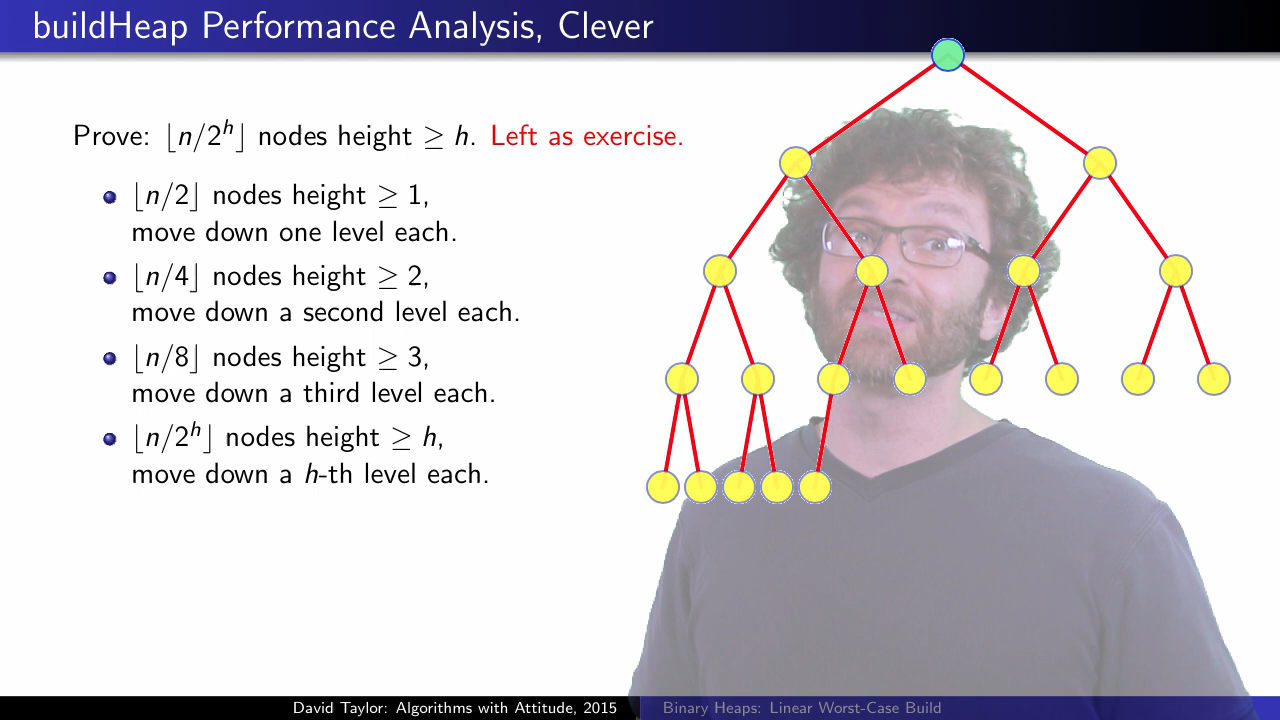 buildHeap Performance Analysis, Clever
Prove: ⌊n/2^h⌋ nodes height ≥ h. Left as exercise.
⌊n/2⌋ nodes height ≥ 1,
move down one level each.
⌊n/4⌋ nodes height ≥ 2,
move down a second level each.
⌊n/8⌋ nodes height ≥ 3,
move down a third level each.
⌊n/2^h⌋ nodes height ≥ h,
move down a h-th level each.
David Taylor: Algorithms with Attitude, 2015 Binary Heaps: Linear Worst-Case Build